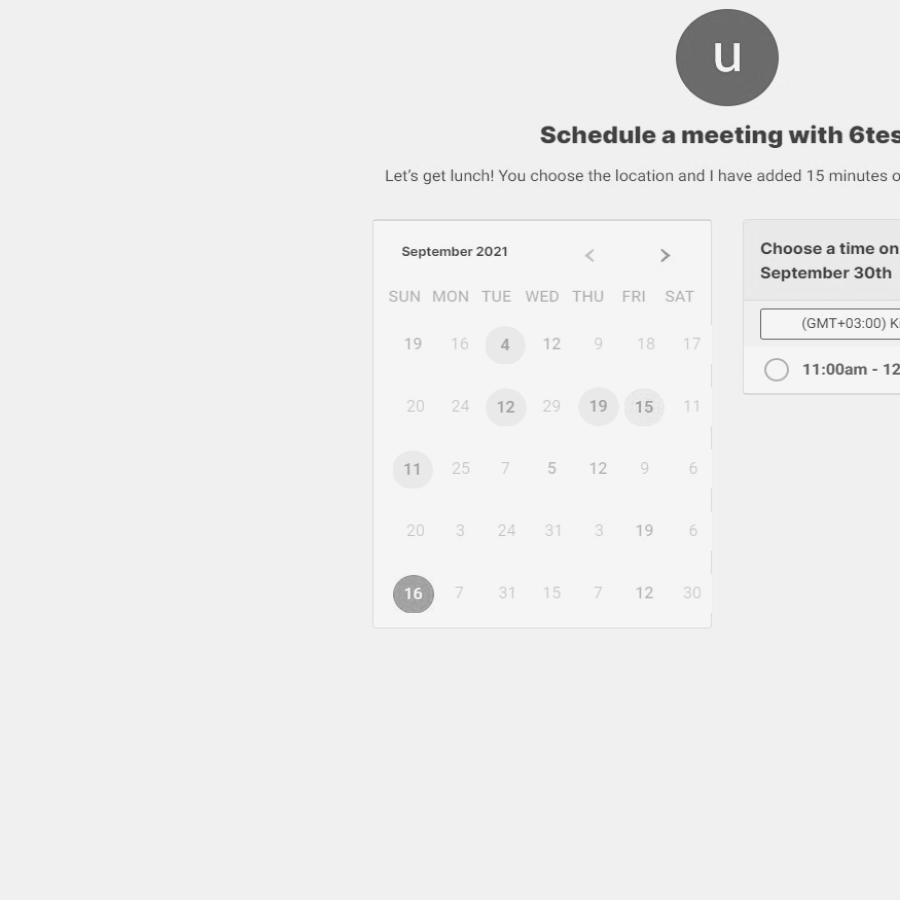 u
Schedule a meeting with 6tes
Let's get lunch! You choose the location and I have added 15 minutes o
September 2021 < >
SUN MON TUE WED THU FRI SAT
19 16 4 12 9 18 17
20 24 12 29 19 15 11
11 25 7 5 12 9 6
20 3 24 31 3 19 6
16 7 31 15 7 12 30
Choose a time on
September 30th
(GMT+03:00) K
11:00am - 12